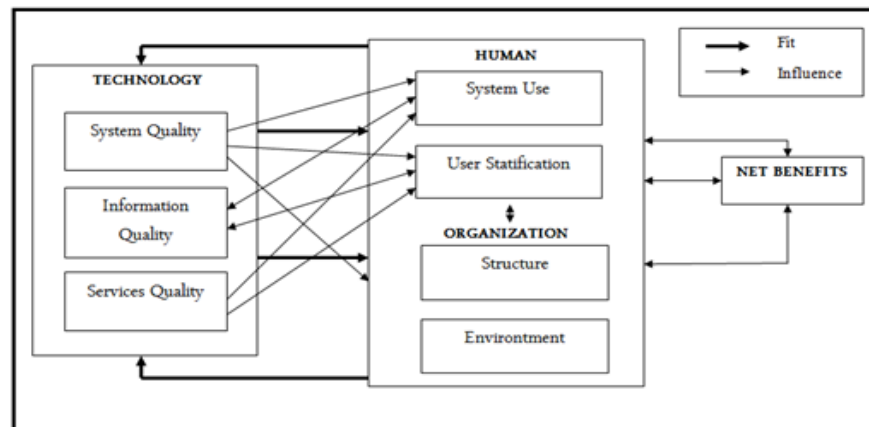 TECHNOLOGY
System Quality
Information
Quality
Services Quality
HUMAN
System Use
User Statification
ORGANIZATION
Structure
Environtment
Fit
Influence
NET BENEFITS